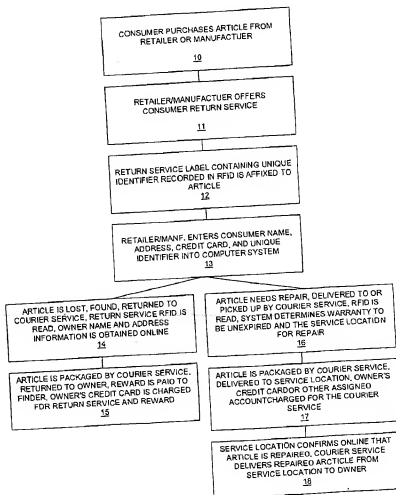 CONSUMER PURCHASES ARTICLE FROM
RETAILER OR MANUFACTUER
10
RETAILER/MANUFACTUER OFFERS
CONSUMER RETURN SERVICE
11
RETURN SERVICE LABEL CONTAINING UNIQUE
IDENTIFIER RECORDED IN RFID IS AFFIXED TO
ARTICLE
12
RETAILER/MANF. ENTERS CONSUMER NAME,
ADDRESS, CREDIT CARD, AND UNIQUE
IDENTIFIER INTO COMPUTER SYSTEM
13
ARTICLE IS LOST, FOUND, RETURNED TO
COURIER SERVICE, RETURN SERVICE RFID IS
READ, OWNER NAME AND ADDRESS
INFORMATION IS OBTAINED ONLINE
14
ARTICLE IS PACKAGED BY COURIER SERVICE,
RETURNED TO OWNER, REWARD IS PAID TO
FINDER, OWNER'S CREDIT CARD IS CHARGED
FOR RETURN SERVICE AND REWARD
15
ARTICLE NEEDS REPAIR, DELIVERED TO OR
PICKED UP BY COURIER SERVICE, RFID IS
READ, SYSTEM DETERMINES WARRANTY TO
BE UNEXPIRED AND THE SERVICE LOCATION
FOR REPAIR
16
ARTICLE IS PACKAGED BY COURIER SERVICE,
DELIVERED TO SERVICE LOCATION, OWNER'S
CREDIT CARDOR OTHER ASSIGNED
ACCOUNTCHARGED FOR THE COURIER
SERVICE
17
SERVICE LOCATION CONFIRMS ONLINE THAT
ARTICLE IS REPAIRED, COURIER SERVICE
DELIVERS REPAIRED ARCTICLE FROM
SERVICE LOCATION TO OWNER
18